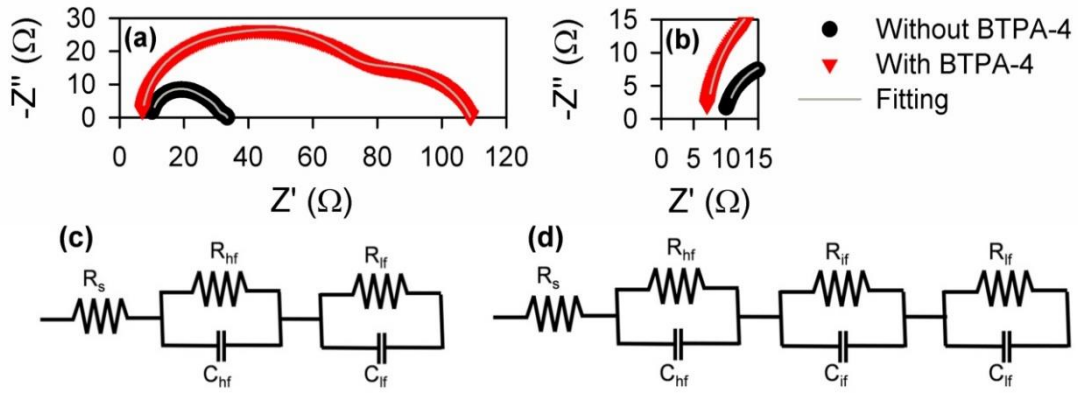 (a)
-Z'' (Ω)
30
20
10
0
0 20 40 60 80 100 120
Z' (Ω)
(b)
-Z'' (Ω)
15
10
5
0
0 5 10 15
Z' (Ω)
Without BTPA-4
With BTPA-4
Fitting
(c)
Rs
Rhf
Chf
Rlf
Clf
(d)
Rs
Rhf
Chf
Rif
Cif
Rlf
Clf